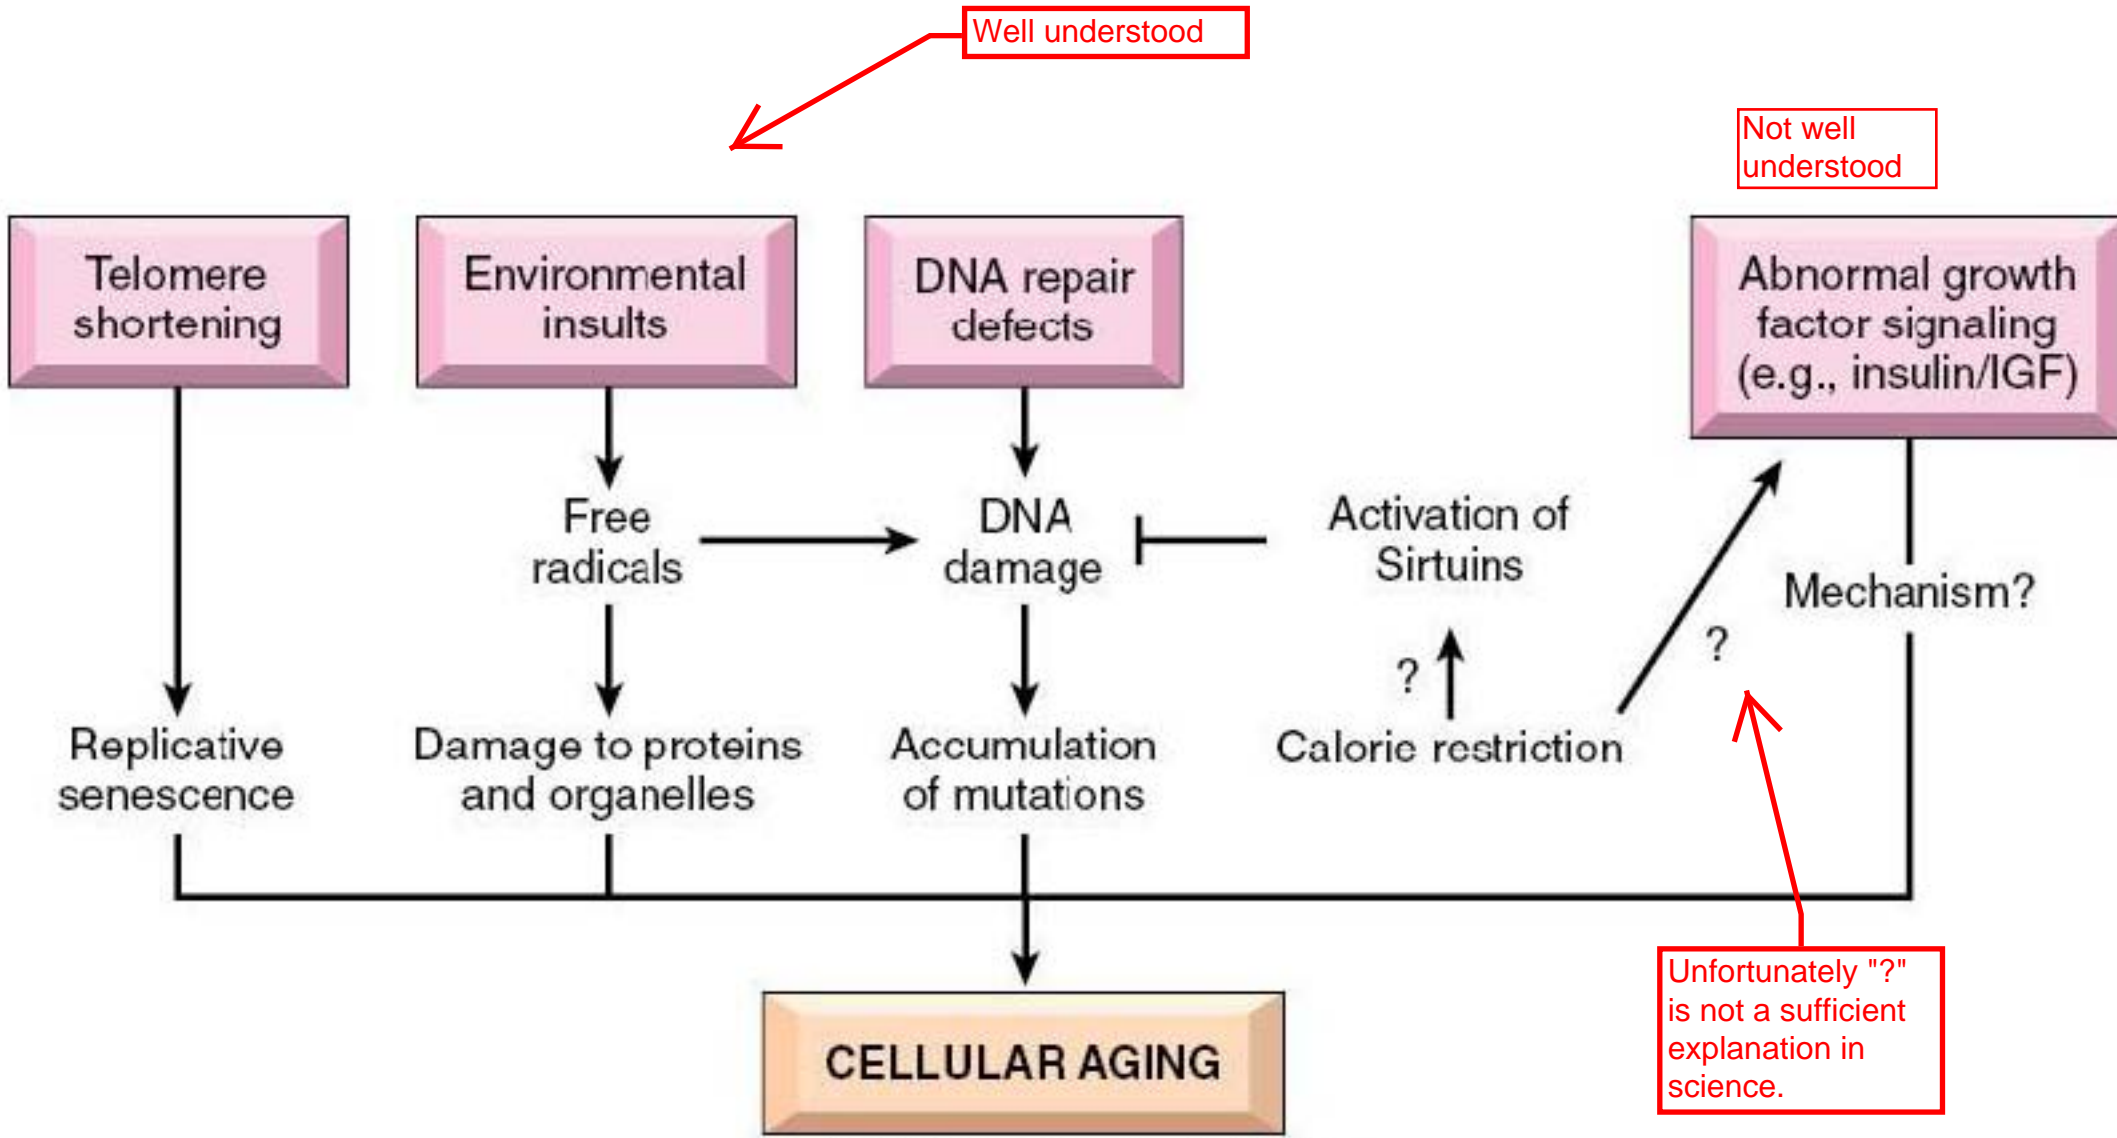 Well understood
Not well
understood
Telomere
shortening
Environmental
insults
DNA repair
defects
Abnormal growth
factor signaling
(e.g., insulin/IGF)
Free
radicals
DNA
damage
Activation of
Sirtuins
Mechanism?
?
?
Replicative
senescence
Damage to proteins
and organelles
Accumulation
of mutations
Calorie restriction
Unfortunately "?"
is not a sufficient
explanation in
science.
CELLULAR AGING